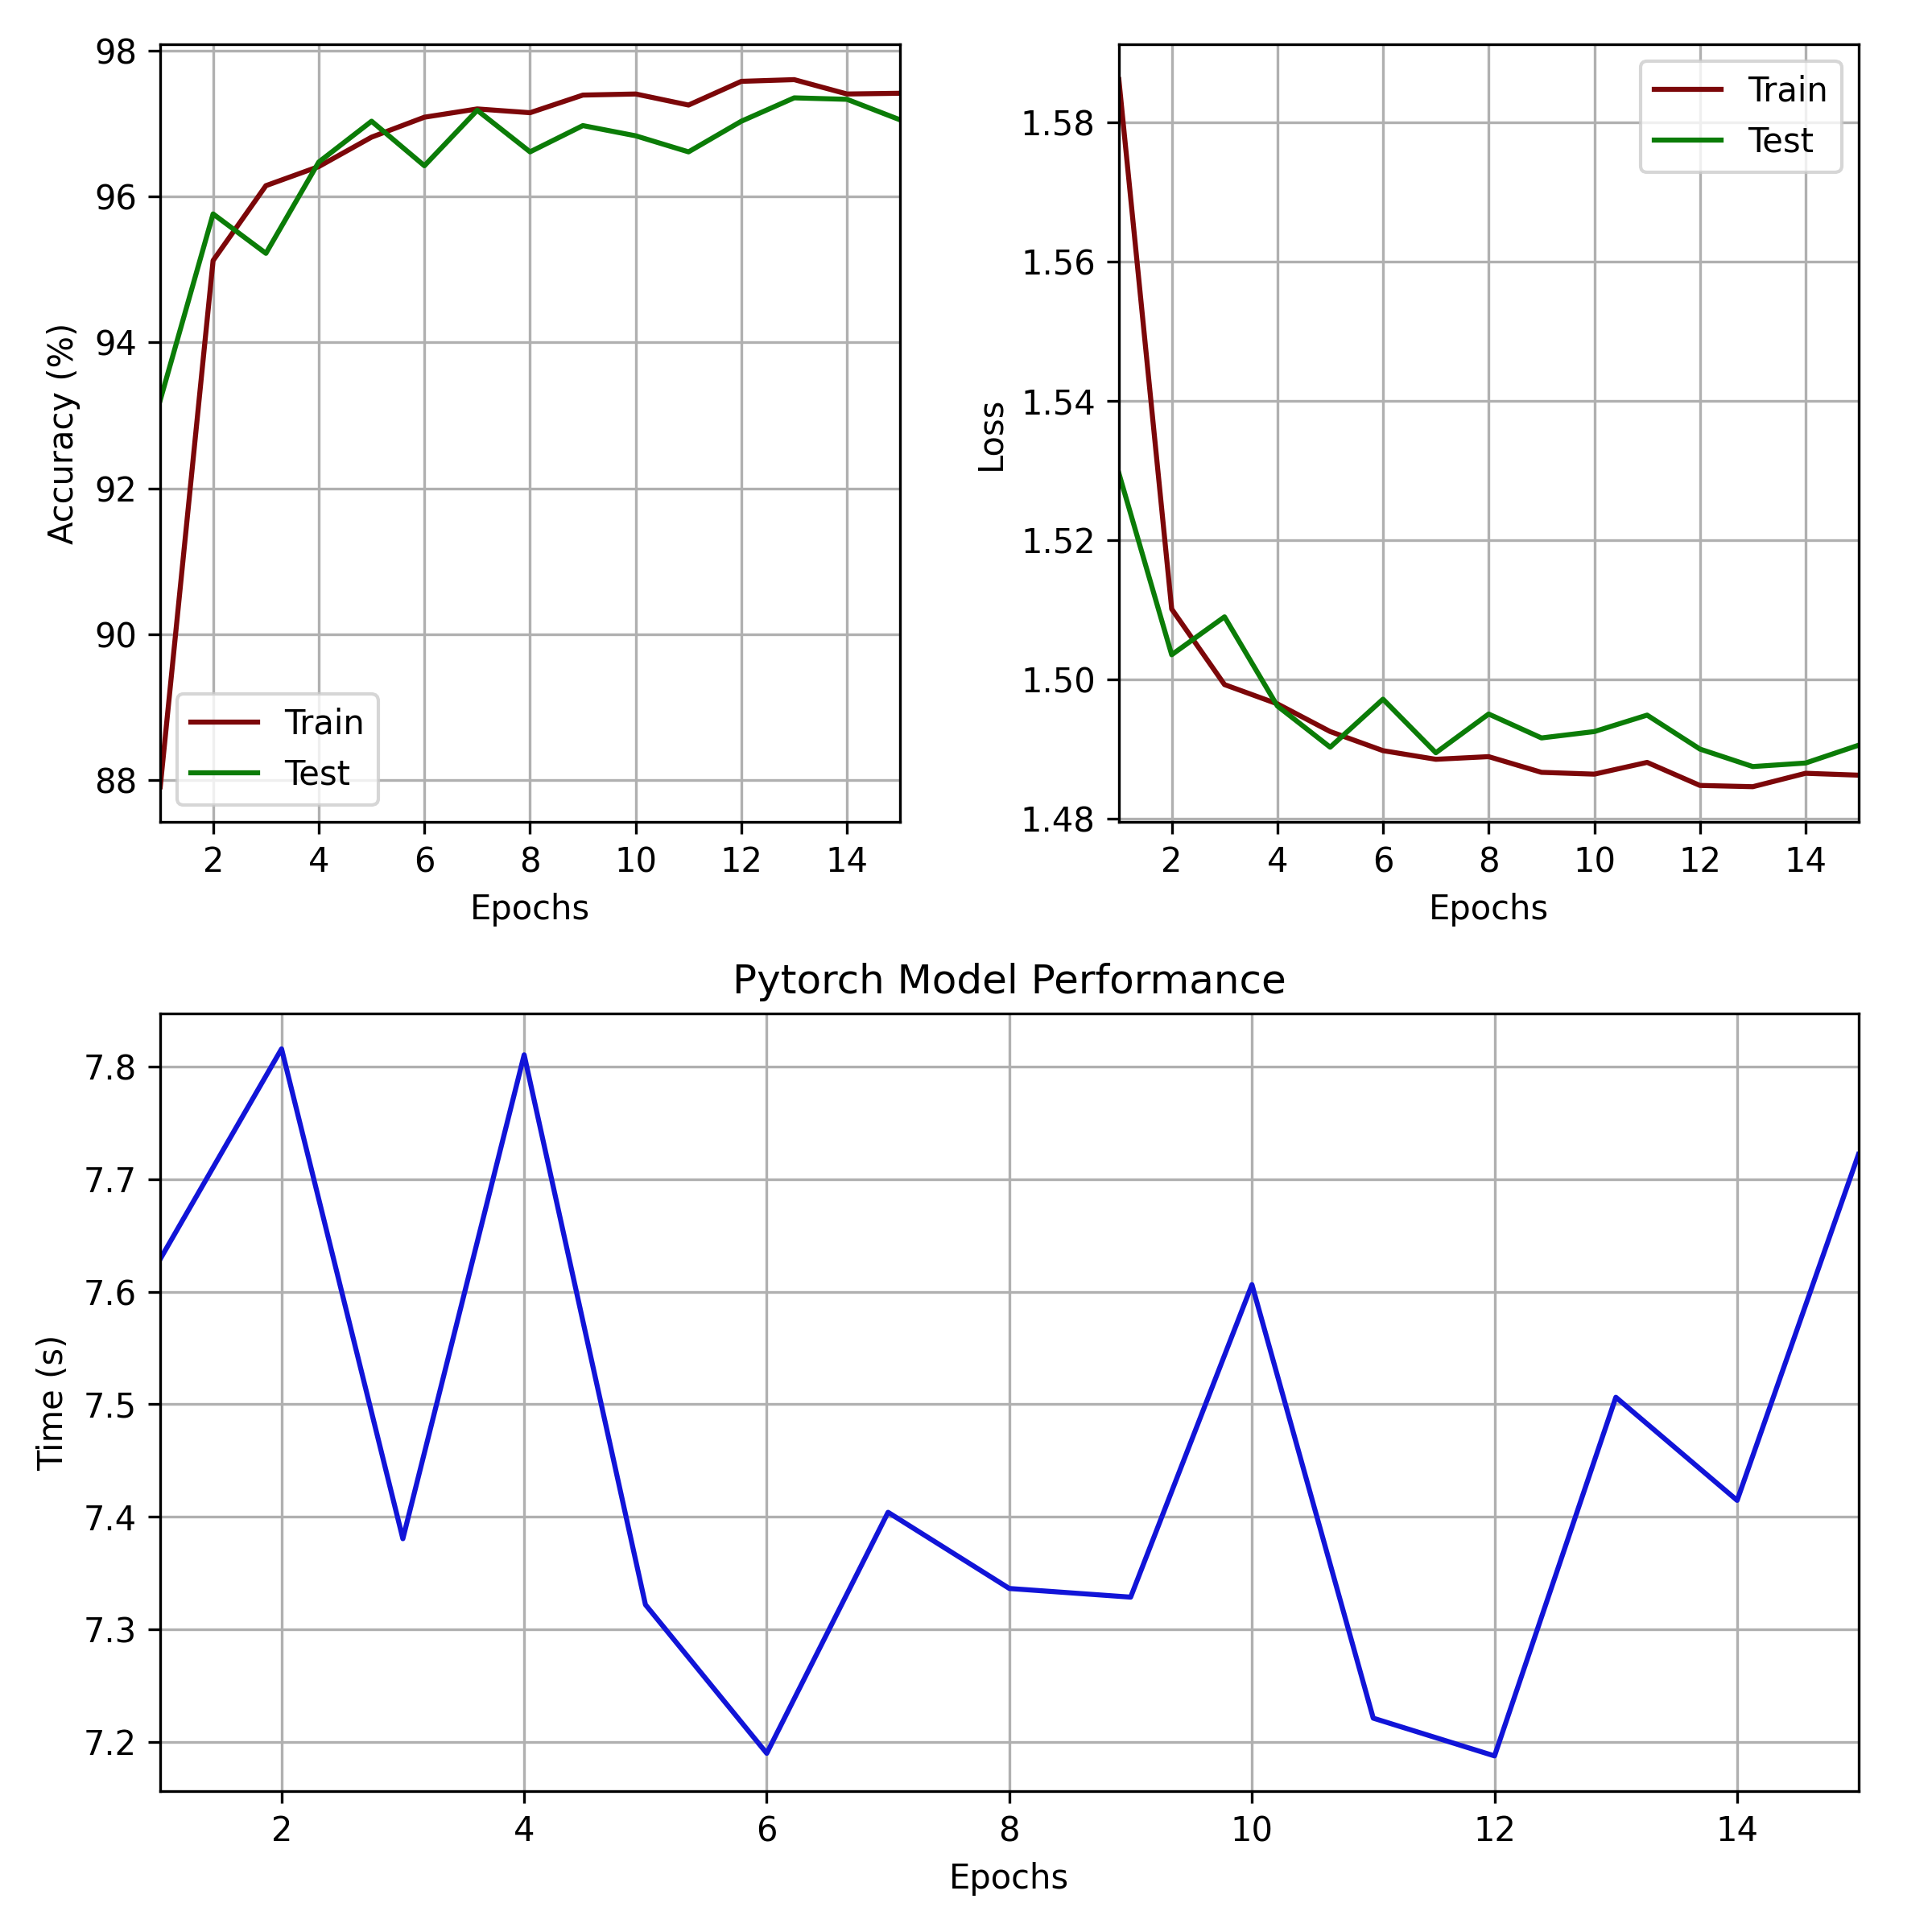 98
96
94
92
90
88
Accuracy (%)
Train
Test
2 4 6 8 10 12 14
Epochs
1.58
1.56
1.54
1.52
1.50
1.48
Loss
Train
Test
2 4 6 8 10 12 14
Epochs
Pytorch Model Performance
7.8
7.7
7.6
7.5
7.4
7.3
7.2
Time (s)
2 4 6 8 10 12 14
Epochs